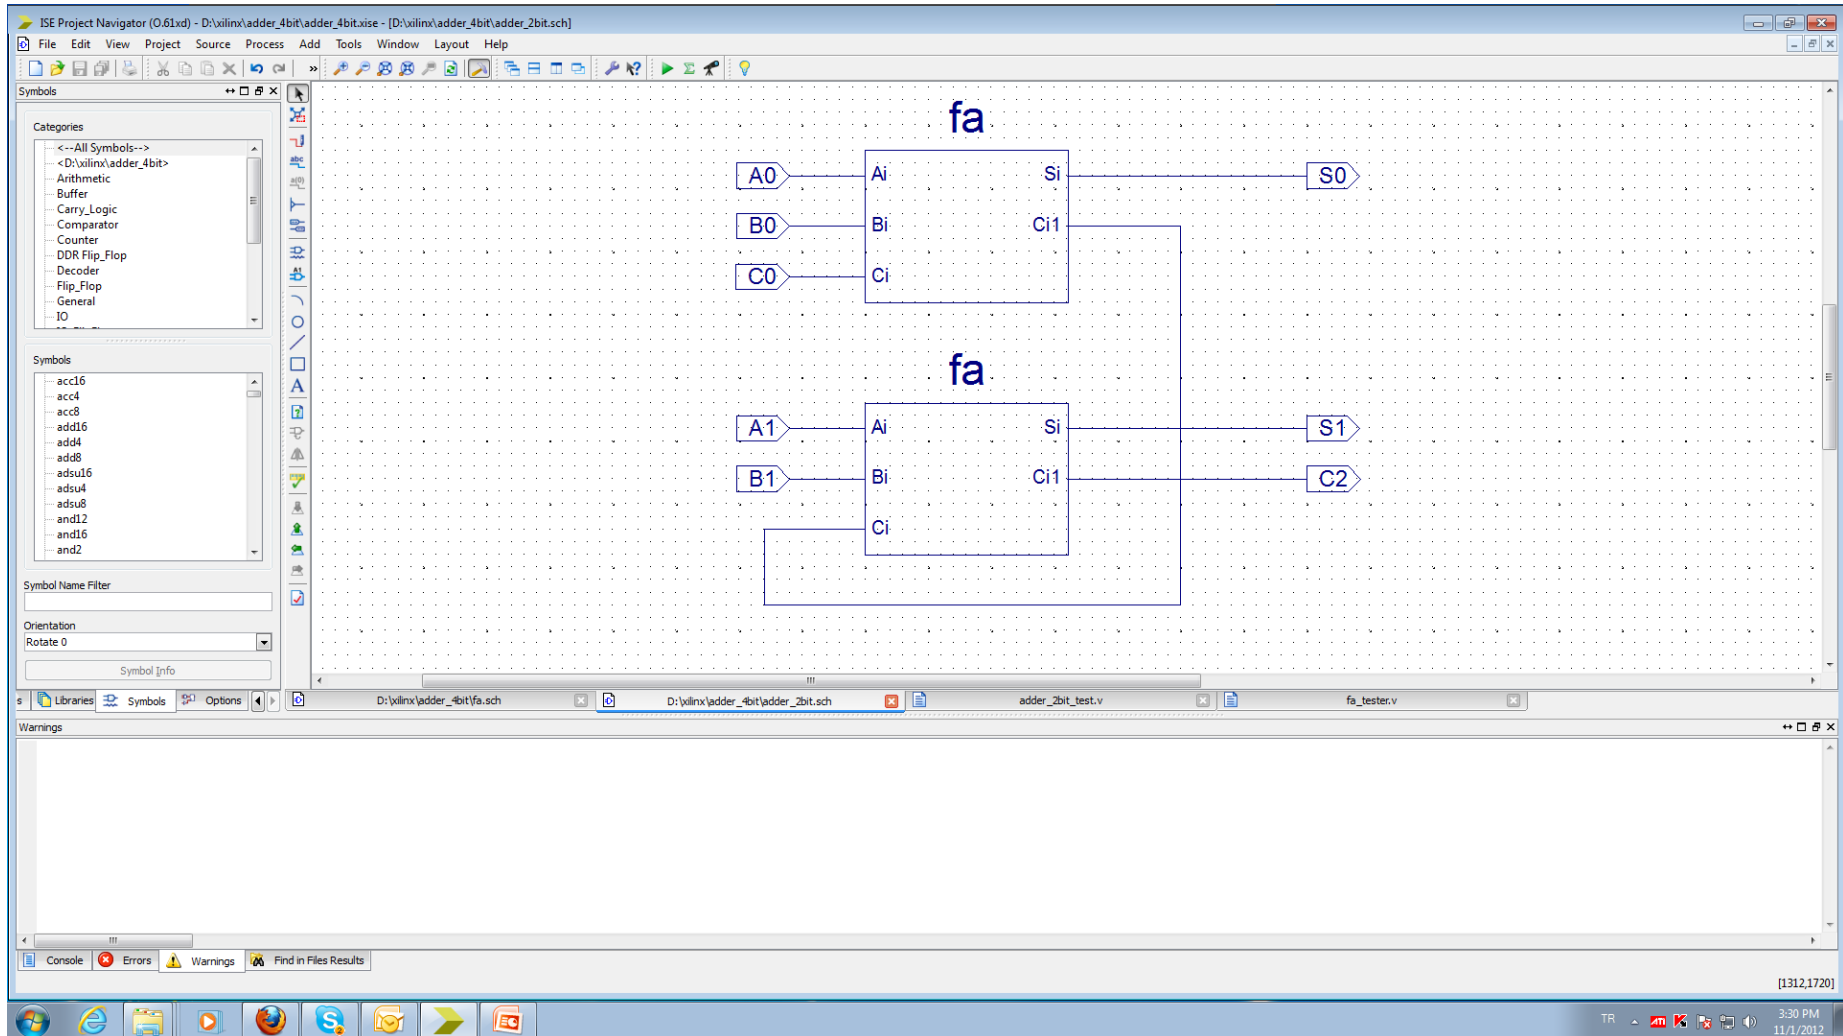 ISE Project Navigator (O.61xd) - D:\xilinx\adder_4bit\adder_4bit.xise - [D:\xilinx\adder_4bit\adder_2bit.sch]
File Edit View Project Source Process Add Tools Window Layout Help
Symbols
Categories
<--All Symbols-->
<D:\xilinx\adder_4bit>
Arithmetic
Buffer
Carry_Logic
Comparator
Counter
DDR Flip_Flop
Decoder
Flip_Flop
General
IO
Symbols
acc16
acc4
acc8
add16
add4
add8
adsu16
adsu4
adsu8
and12
and16
and2
Symbol Name Filter
Orientation
Rotate 0
Symbol Info
s Libraries Symbols Options
fa
A0 Ai Si S0
B0 Bi Ci1
C0 Ci
fa
A1 Ai Si S1
B1 Bi Ci1 C2
Ci
D:\xilinx\adder_4bit\fa.sch D:\xilinx\adder_4bit\adder_2bit.sch adder_2bit_test.v fa_tester.v
Warnings
Console Errors Warnings Find in Files Results
[1312,1720]
TR 3:30 PM
11/1/2012